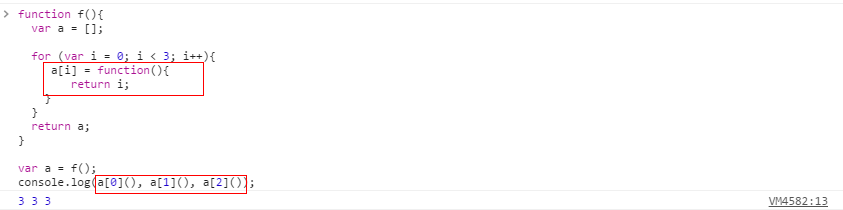 > function f(){
    var a = [];

    for (var i = 0; i < 3; i++){
      a[i] = function(){
        return i;
      }
    }
    return a;
  }

  var a = f();
  console.log(a[0](), a[1](), a[2]());
  3 3 3 VM4582:13